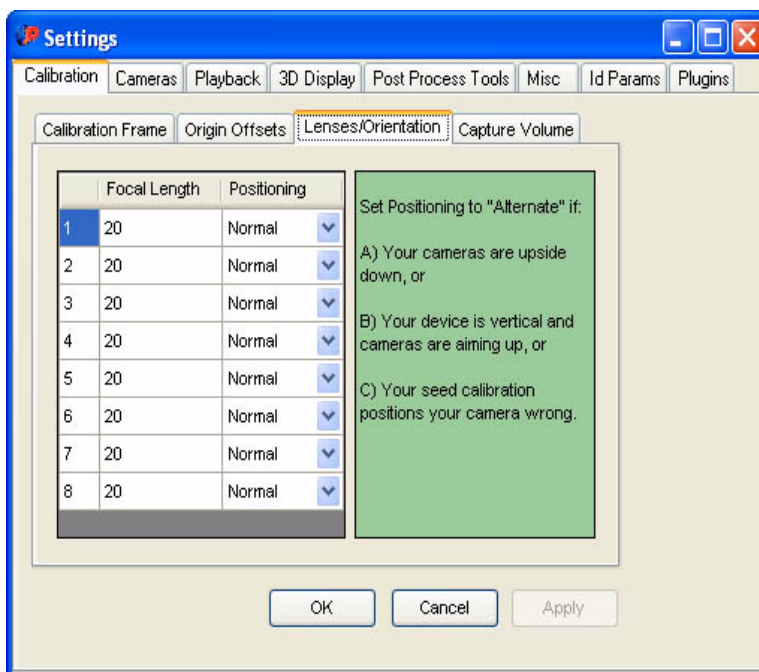 Settings
Calibration Cameras Playback 3D Display Post Process Tools Misc Id Params Plugins
Calibration Frame Origin Offsets Lenses/Orientation Capture Volume
Focal Length Positioning
1 20 Normal
2 20 Normal
3 20 Normal
4 20 Normal
5 20 Normal
6 20 Normal
7 20 Normal
8 20 Normal
Set Positioning to "Alternate" if:
A) Your cameras are upside
down, or
B) Your device is vertical and
cameras are aiming up, or
C) Your seed calibration
positions your camera wrong.
OK Cancel Apply